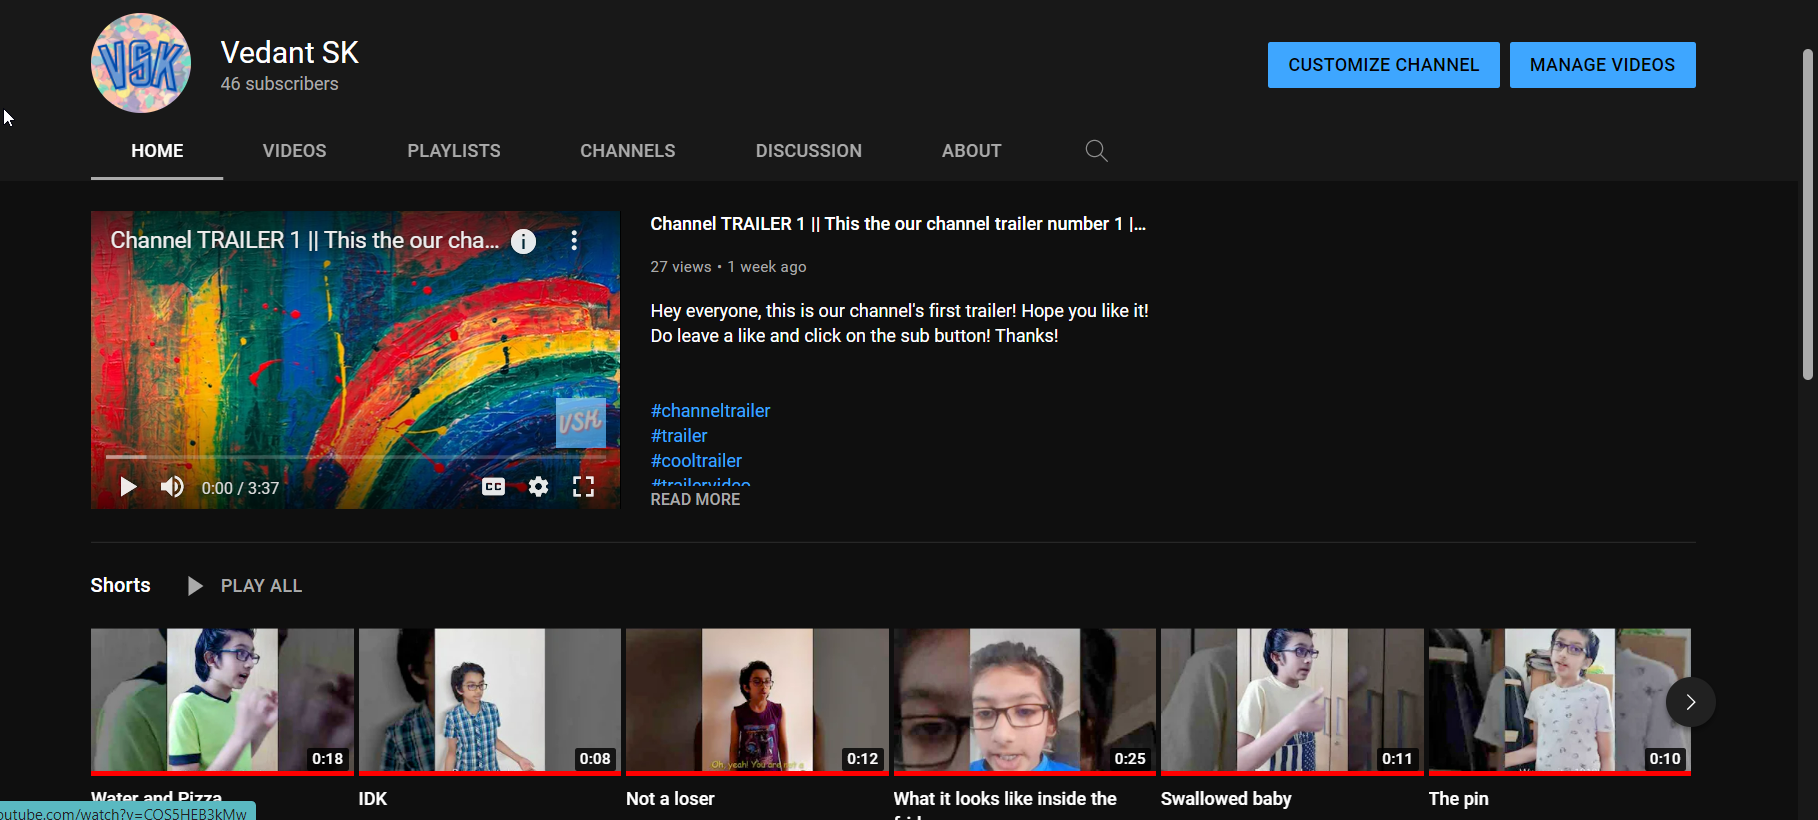 VSK
Vedant SK
46 subscribers
CUSTOMIZE CHANNEL
MANAGE VIDEOS
HOME
VIDEOS
PLAYLISTS
CHANNELS
DISCUSSION
ABOUT
Channel TRAILER 1 || This the our cha...
VSK
0:00 / 3:37
CC
Channel TRAILER 1 || This the our channel trailer number 1 |...
27 views • 1 week ago
Hey everyone, this is our channel's first trailer! Hope you like it!
Do leave a like and click on the sub button! Thanks!
#channeltrailer
#trailer
#cooltrailer
#trailervideo
READ MORE
Shorts
PLAY ALL
0:18
0:08
Oh, yeah! You are not a
0:12
0:25
0:11
0:10
Water and Pizza
IDK
Not a loser
What it looks like inside the
Swallowed baby
The pin
outube.com/watch?v=COS5HEB3kMw